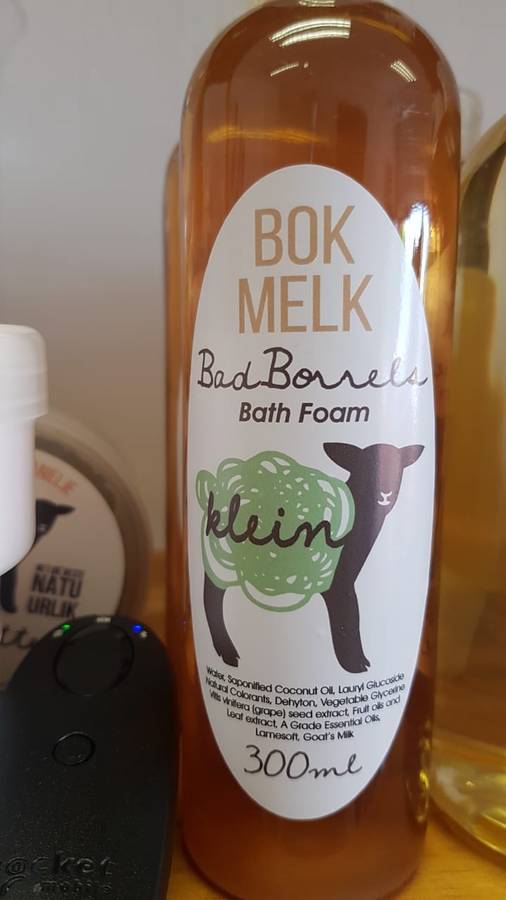 BOK
MELK
BadBorrels
Bath Foam
klein
Water, Saponified Coconut Oil, Lauryl Glucoside
Natural Colorants, Dehyton, Vegetable Glycerine
Vitis vinifera (grape) seed extract, Fruit oils and
Leaf extract, A Grade Essential Oils,
Lamesoft, Goat's Milk
300ml
NATU
URLIK
mobile